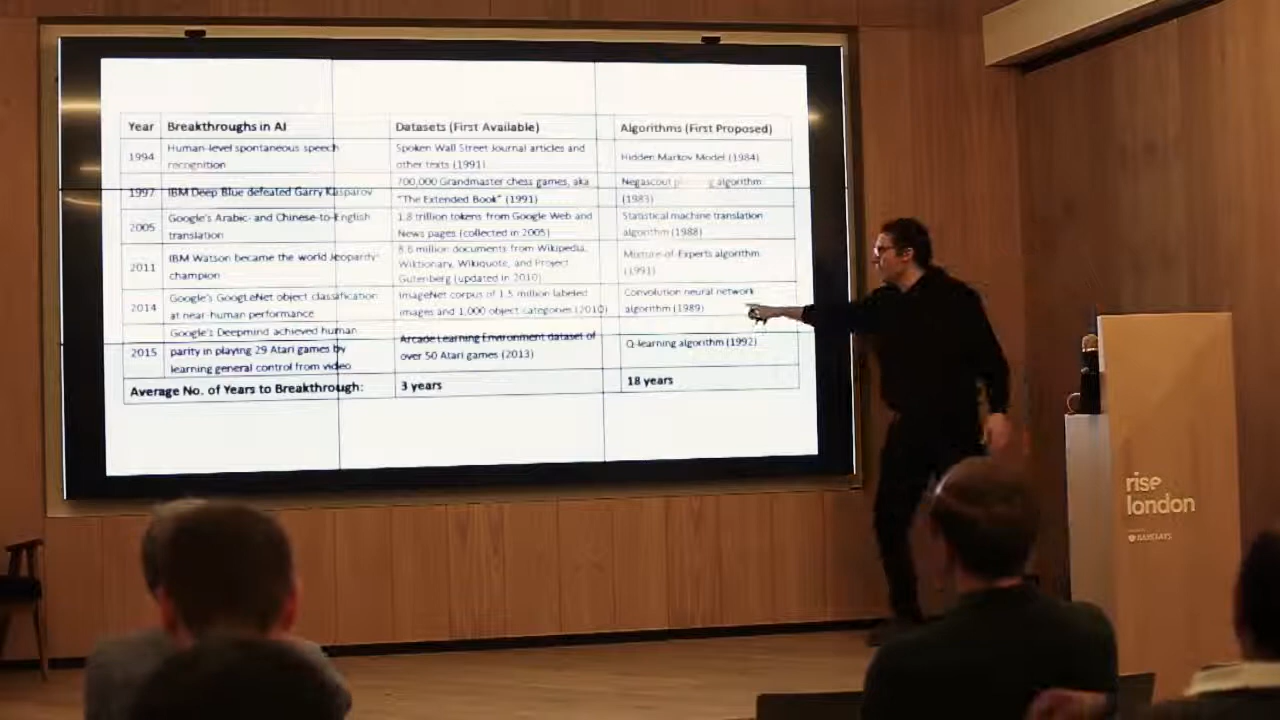 Year Breakthroughs in AI Datasets (First Available) Algorithms (First Proposed)
1994 Human-level spontaneous speech recognition Spoken Wall Street Journal articles and other texts (1991) Hidden Markov Model (1984)
1997 IBM Deep Blue defeated Garry Kasparov 700,000 Grandmaster chess games, aka "The Extended Book" (1991) Negascout algorithm (1983)
2005 Google's Arabic- and Chinese-to-English translation 1.8 trillion tokens from Google Web and News pages (collected in 2005) Statistical machine translation algorithm (1988)
2011 IBM Watson became the world Jeopardy! champion 8.6 million documents from Wikipedia, Wiktionary, Wikiquote, and Project Gutenberg (updated in 2010) Mixture-of-Experts algorithm (1991)
2014 Google's GoogLeNet object classification at near-human performance ImageNet corpus of 1.5 million labeled images and 1,000 object categories (2010) Convolution neural network algorithm (1989)
2015 Google's Deepmind achieved human parity in playing 29 Atari games by learning general control from video Arcade Learning Environment dataset of over 50 Atari games (2013) Q-learning algorithm (1992)
Average No. of Years to Breakthrough: 3 years 18 years
rise
london
BARCLAYS